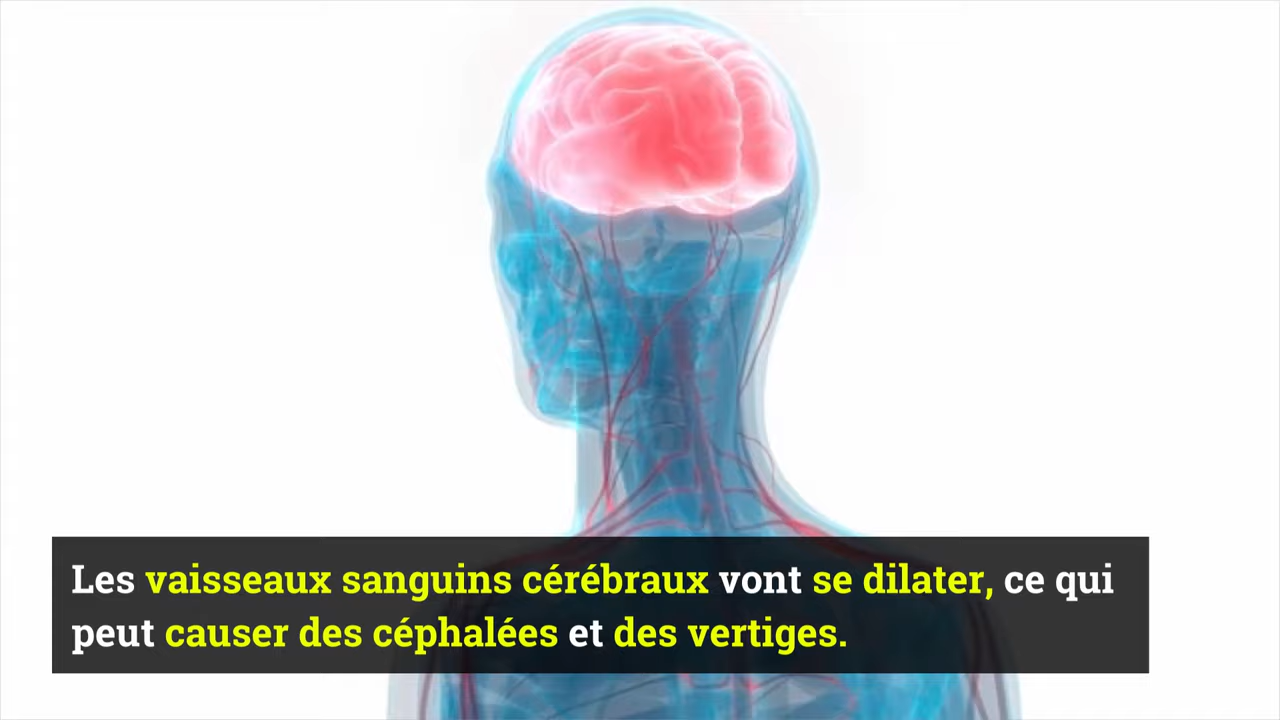 Les vaisseaux sanguins cérébraux vont se dilater, ce qui
peut causer des céphalées et des vertiges.